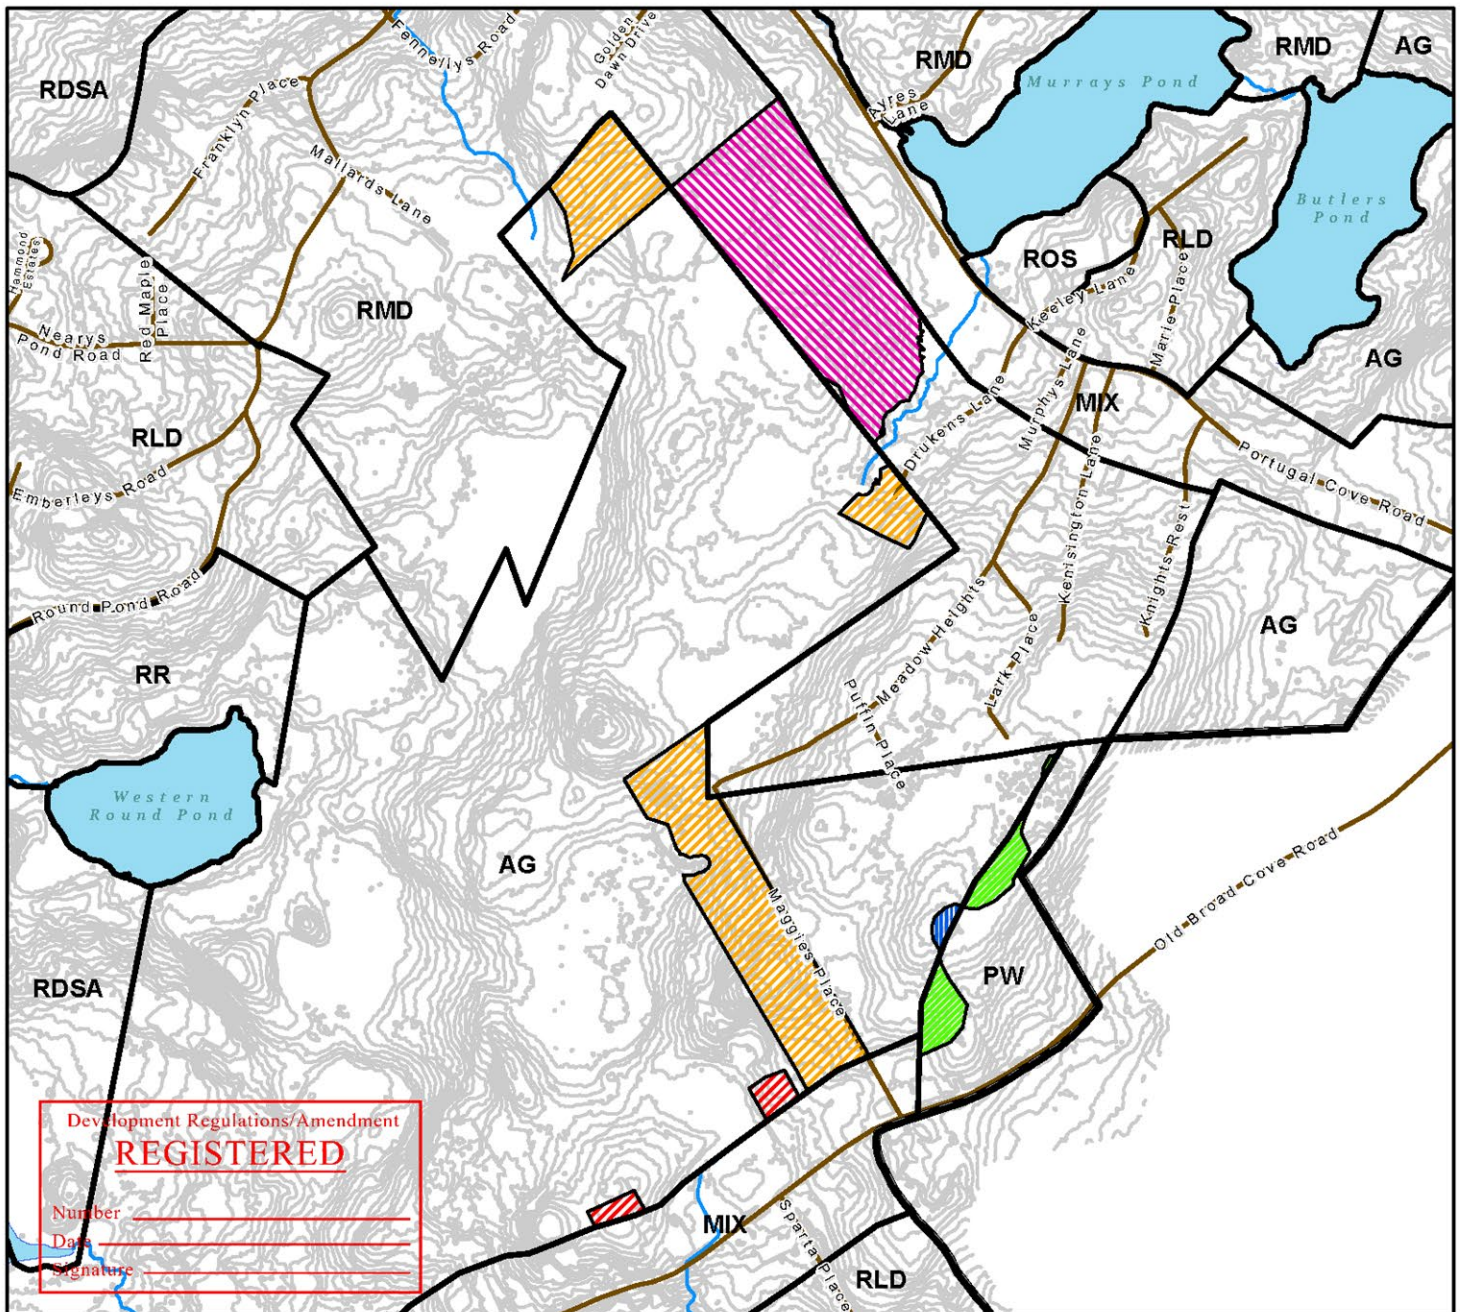 Fennellys Road
Golden
Dawn Drive
RMD
RMD
AG
RDSA
Franklyn Place
Murrays Pond
Ayres
Lane
Mallards Lane
Butlers
Pond
Hammond
Estates
Red Maple
Place
ROS
RLD
Keeley Lane
Marie Place
RMD
Nearys
Pond Road
Murphys Lane
AG
Drukens Lane
MIX
RLD
Kenisington Lane
Portugal Cove Road
Emberleys Road
Knights Rest
Round Pond Road
Meadow Heights
AG
Lark Place
RR
Puffin Place
Western
Round Pond
AG
Old Broad Cove Road
Maggies Place
PW
RDSA
Development Regulations/Amendment
REGISTERED
Number
Date
Signature
MIX
Sparta Place
RLD